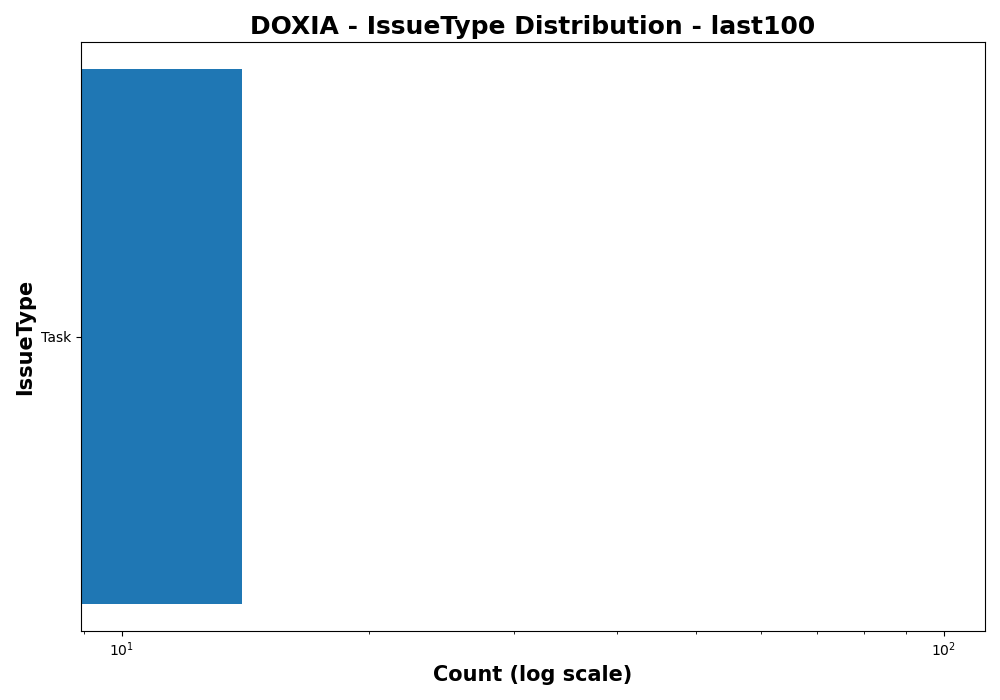 DOXIA - IssueType Distribution - last100
IssueType
Task
10¹
10²
Count (log scale)